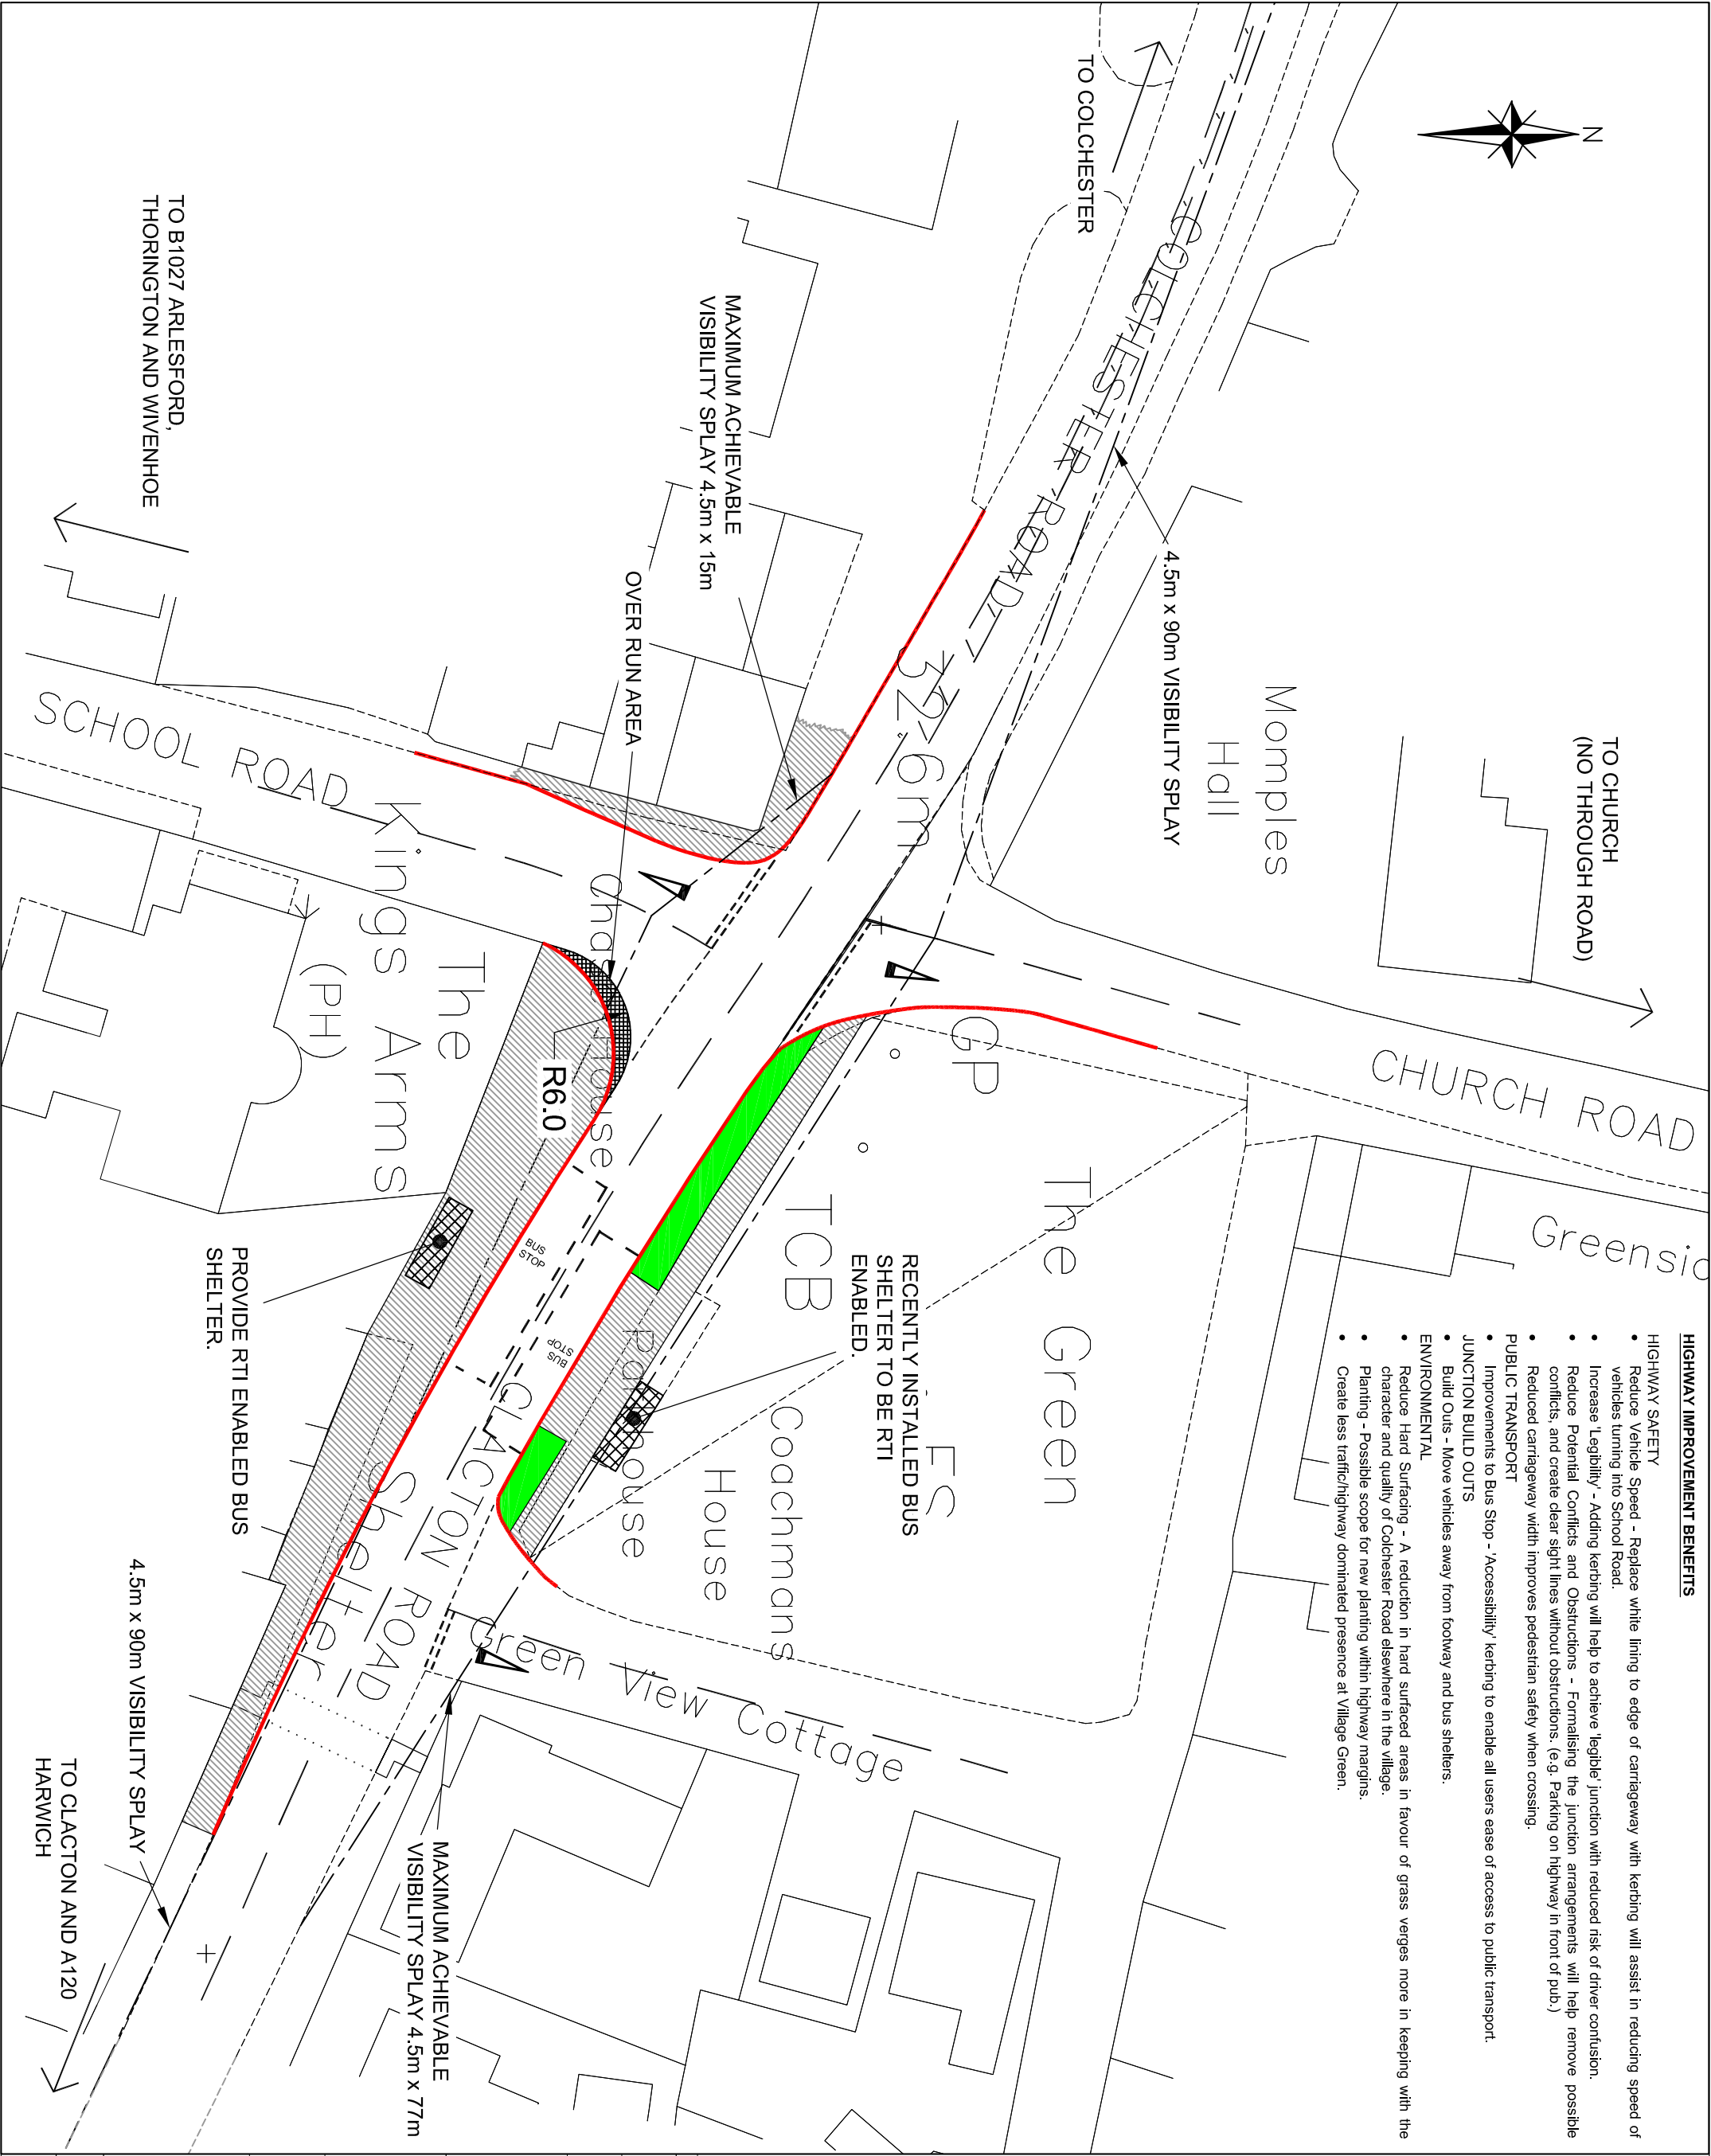 HIGHWAY IMPROVEMENT BENEFITS
HIGHWAY SAFETY
• Reduce Vehicle Speed - Replace white lining to edge of carriageway with kerbing will assist in reducing speed of
vehicles turning into School Road.
• Increase 'Legibility' - Adding kerbing will help to achieve 'legible' junction with reduced risk of driver confusion.
• Reduce Potential Conflicts and Obstructions - Formalising the junction arrangements will help remove possible
conflicts, and create clear sight lines without obstructions. (e.g. Parking on highway in front of pub.)
• Reduced carriageway width improves pedestrian safety when crossing.
PUBLIC TRANSPORT
• Improvements to Bus Stop - 'Accessibility' kerbing to enable all users ease of access to public transport.
JUNCTION BUILD OUTS
• Build Outs - Move vehicles away from footway and bus shelters.
ENVIRONMENTAL
• Reduce Hard Surfacing - A reduction in hard surfaced areas in favour of grass verges more in keeping with the
character and quality of Colchester Road elsewhere in the village.
• Planting - Possible scope for new planting within highway margins.
• Create less traffic/highway dominated presence at Village Green.
N
TO CHURCH
(NO THROUGH ROAD)
CHURCH ROAD
Greensid
Momples
Hall
TO COLCHESTER
COLCHESTER ROAD
4.5m x 90m VISIBILITY SPLAY
32.6m
GP
The Green
TCB
ES
RECENTLY INSTALLED BUS
SHELTER TO BE RTI
ENABLED.
Coachmans
House
MAXIMUM ACHIEVABLE
VISIBILITY SPLAY 4.5m x 15m
OVER RUN AREA
House
R6.0
BUS
STOP
BUS
STOP
CLACTON ROAD
Green View Cottage
The
Kings Arms
(PH)
Shelter
PROVIDE RTI ENABLED BUS
SHELTER.
MAXIMUM ACHIEVABLE
VISIBILITY SPLAY 4.5m x 77m
SCHOOL ROAD
TO B1027 ARLESFORD,
THORINGTON AND WIVENHOE
4.5m x 90m VISIBILITY SPLAY
TO CLACTON AND A120
HARWICH